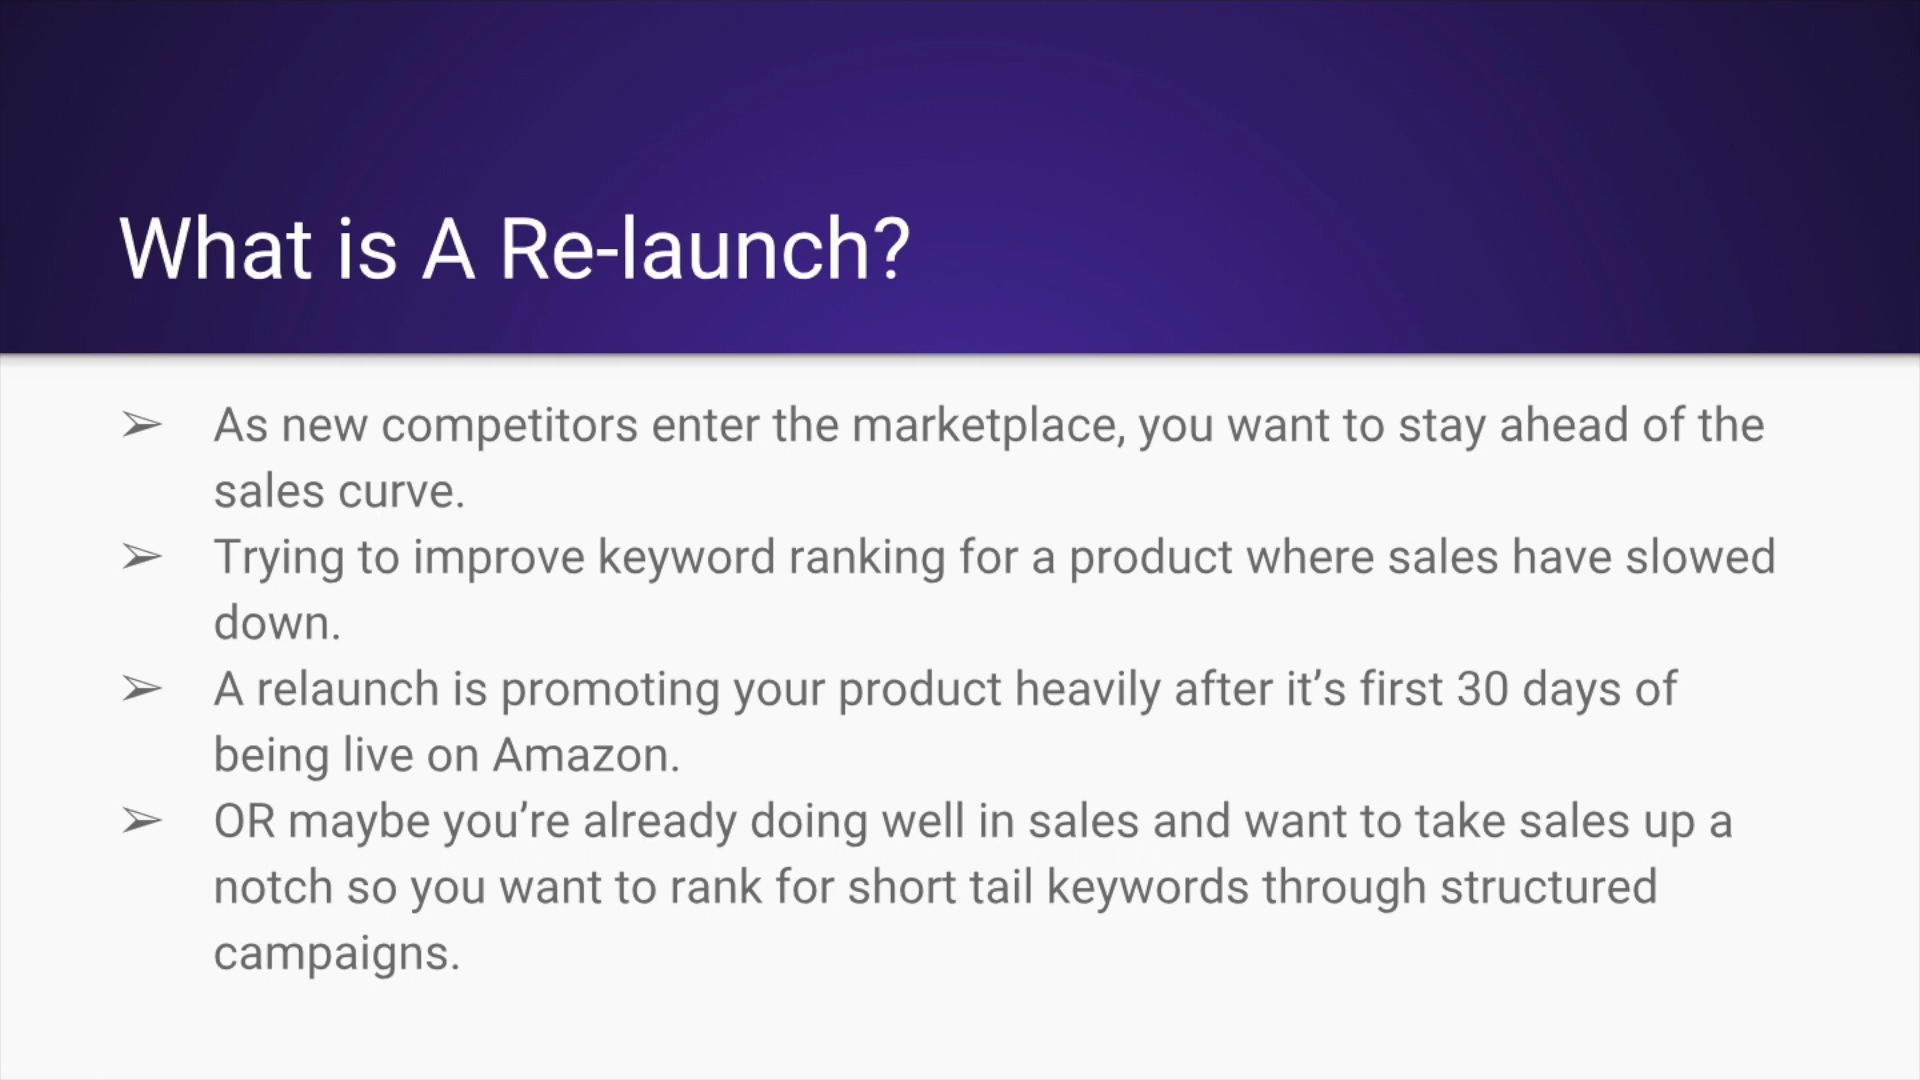 What is A Re-launch?
➢ As new competitors enter the marketplace, you want to stay ahead of the
sales curve.
➢ Trying to improve keyword ranking for a product where sales have slowed
down.
➢ A relaunch is promoting your product heavily after it’s first 30 days of
being live on Amazon.
➢ OR maybe you’re already doing well in sales and want to take sales up a
notch so you want to rank for short tail keywords through structured
campaigns.